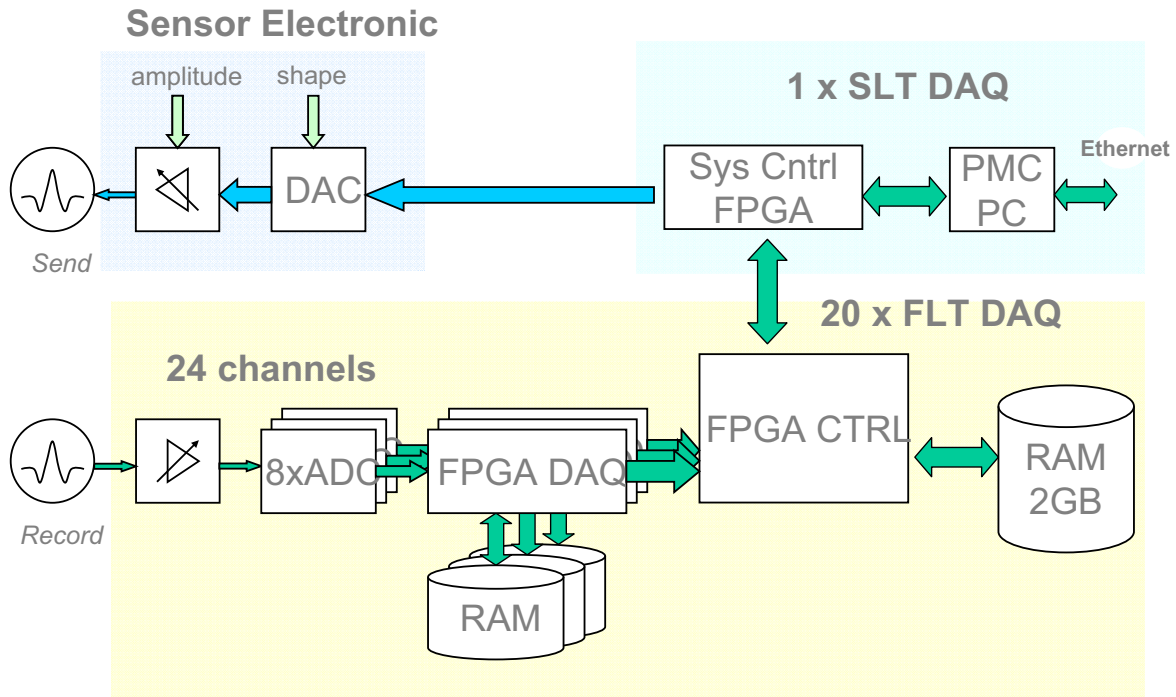 Sensor Electronic
amplitude
shape
1 x SLT DAQ
Ethernet
DAC
Sys Cntrl
FPGA
PMC
PC
Send
20 x FLT DAQ
24 channels
8xADC
FPGA DAQ
FPGA CTRL
RAM
2GB
Record
RAM